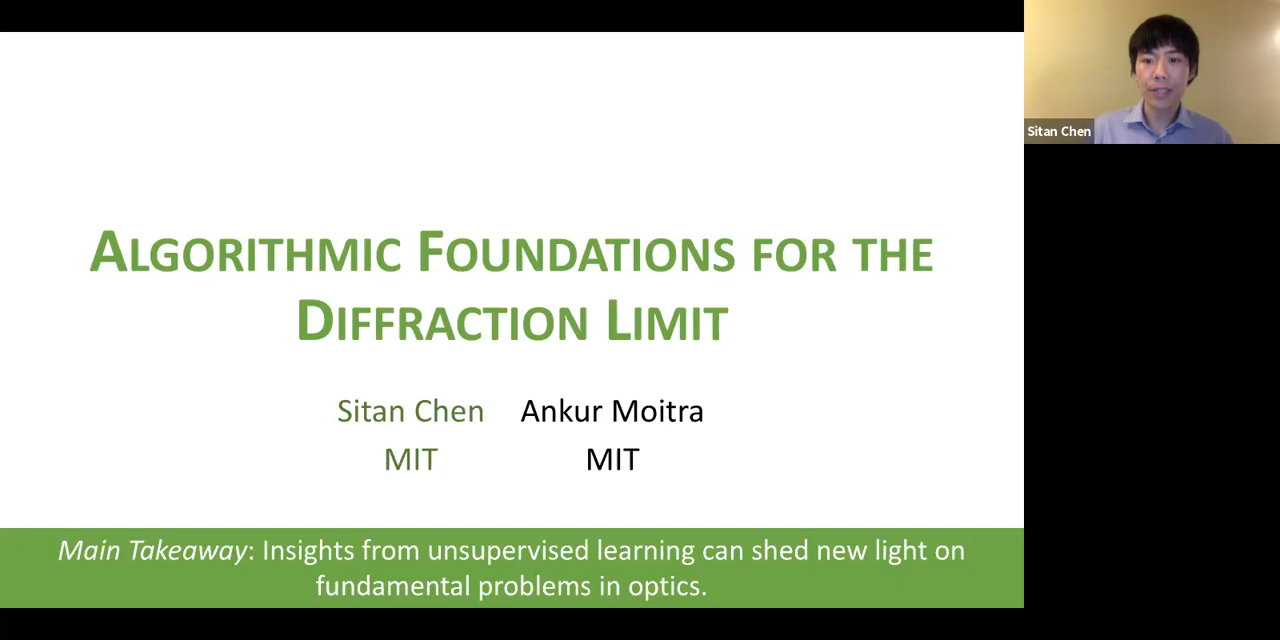 ALGORITHMIC FOUNDATIONS FOR THE
DIFFRACTION LIMIT
Sitan Chen Ankur Moitra
MIT MIT
Main Takeaway: Insights from unsupervised learning can shed new light on
fundamental problems in optics.
Sitan Chen